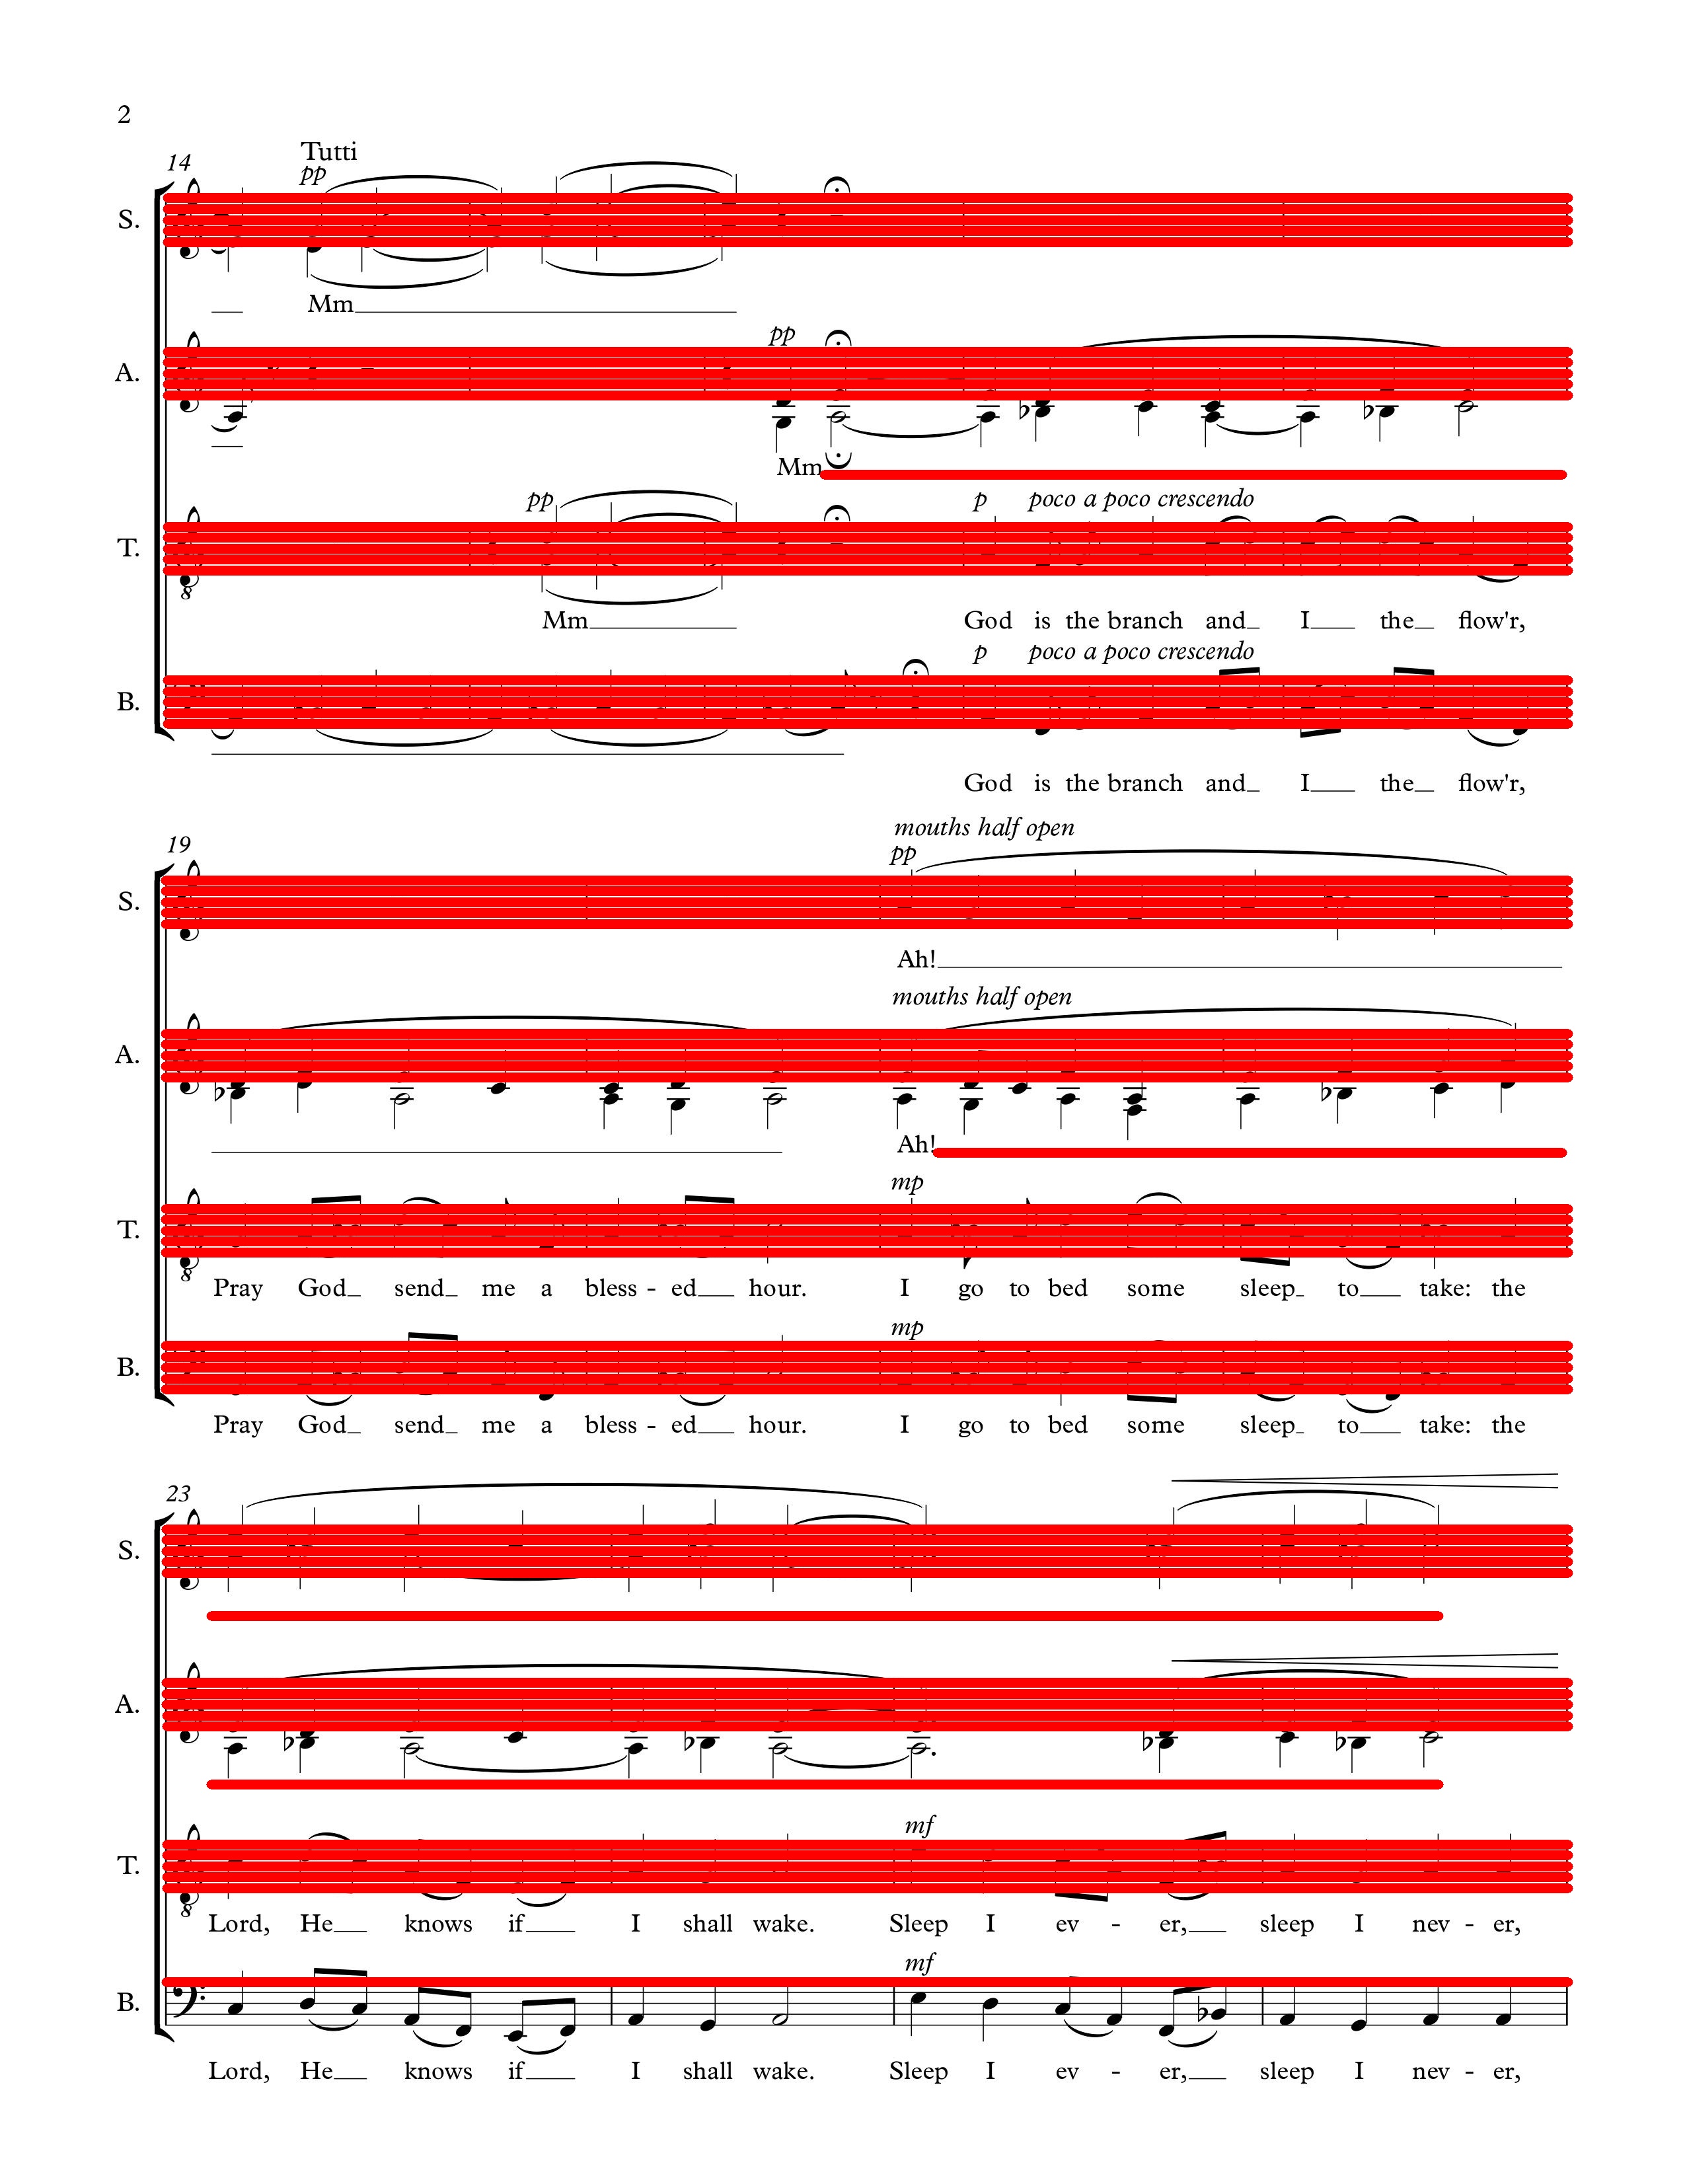 2
14
Tutti
pp
S.
Mm
pp
A.
Mm
pp p poco a poco crescendo
T.
8
Mm God is the branch and I the flow'r,
p poco a poco crescendo
B.
God is the branch and I the flow'r,
mouths half open
19
pp
S.
Ah!
mouths half open
A.
Ah!
mp
T.
8
Pray God send me a bless - ed hour. I go to bed some sleep to take: the
mp
B.
Pray God send me a bless - ed hour. I go to bed some sleep to take: the
23
S.
A.
mf
T.
8
Lord, He knows if I shall wake. Sleep I ev - er, sleep I nev - er,
mf
B.
Lord, He knows if I shall wake. Sleep I ev - er, sleep I nev - er,